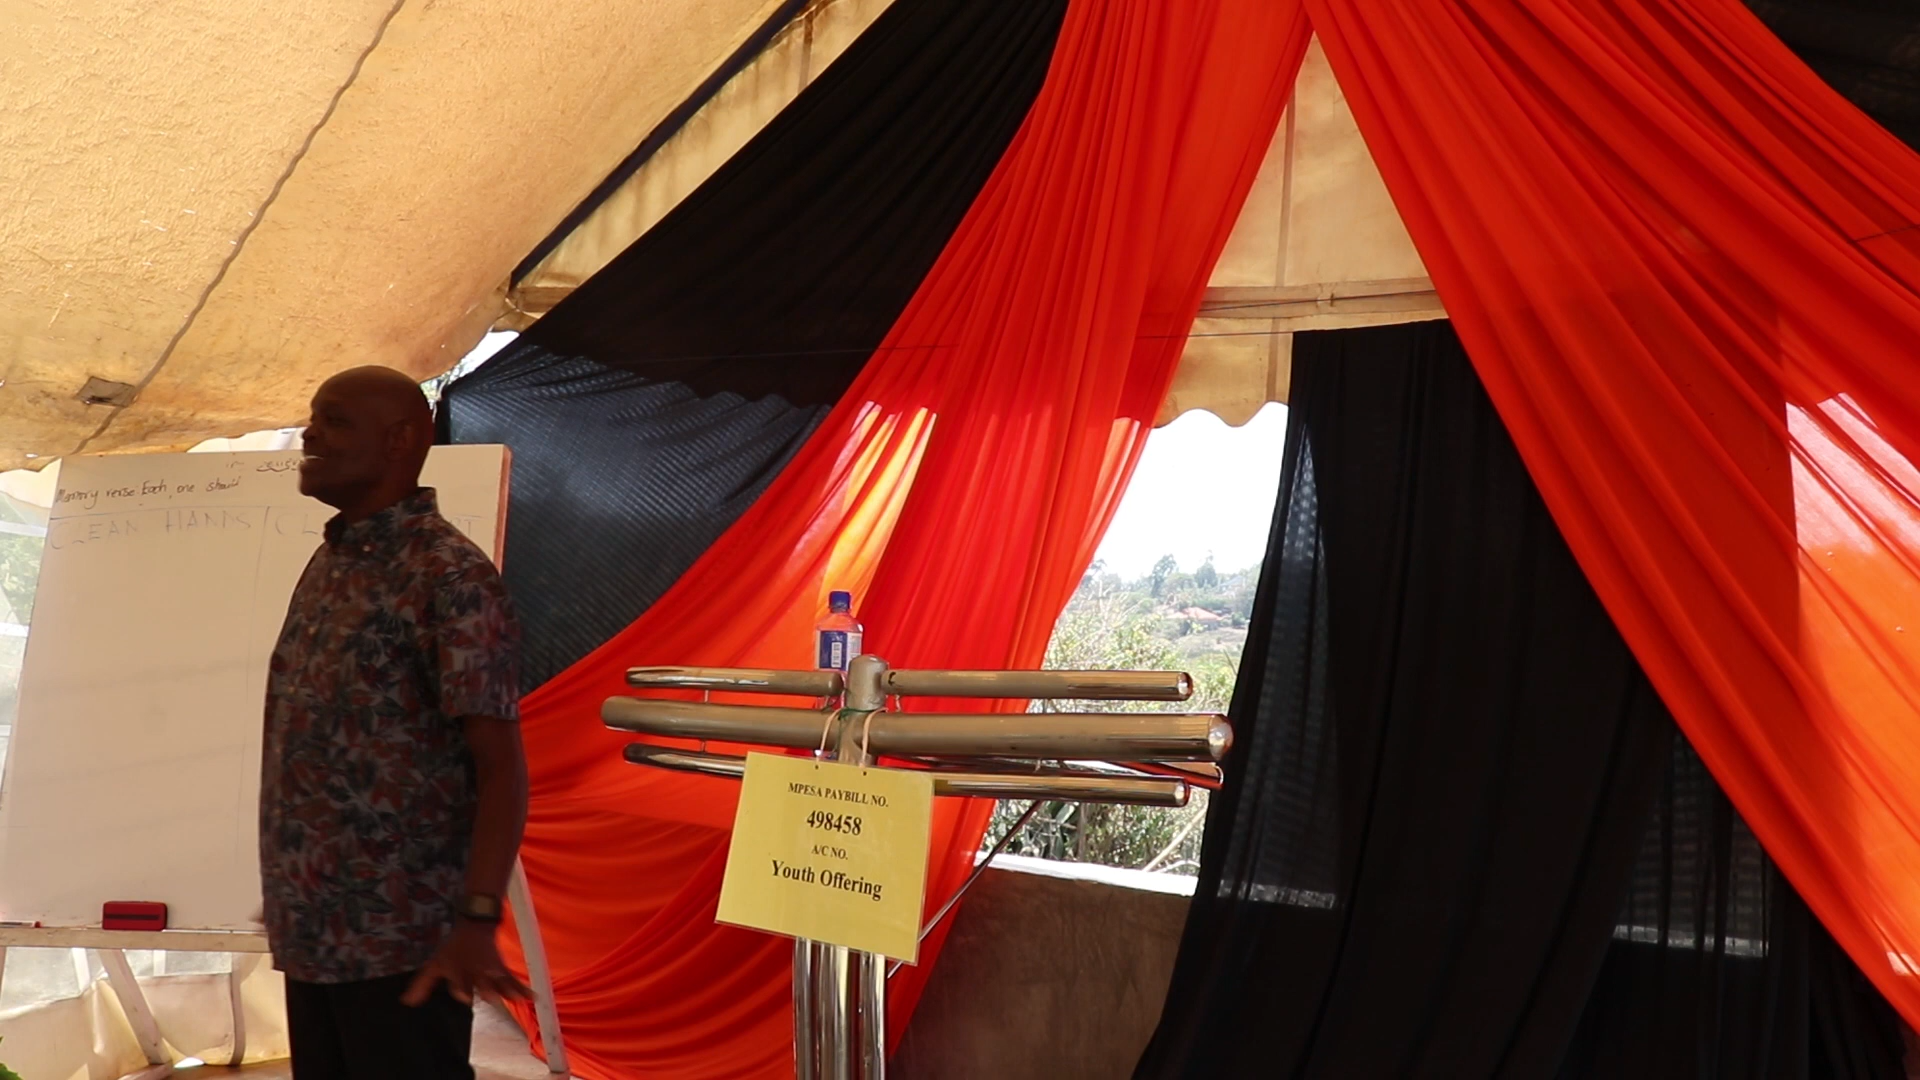 Memory verse: Each one should
CLEAN HANDS
MPESA PAYBILL NO.
498458
A/C NO.
Youth Offering